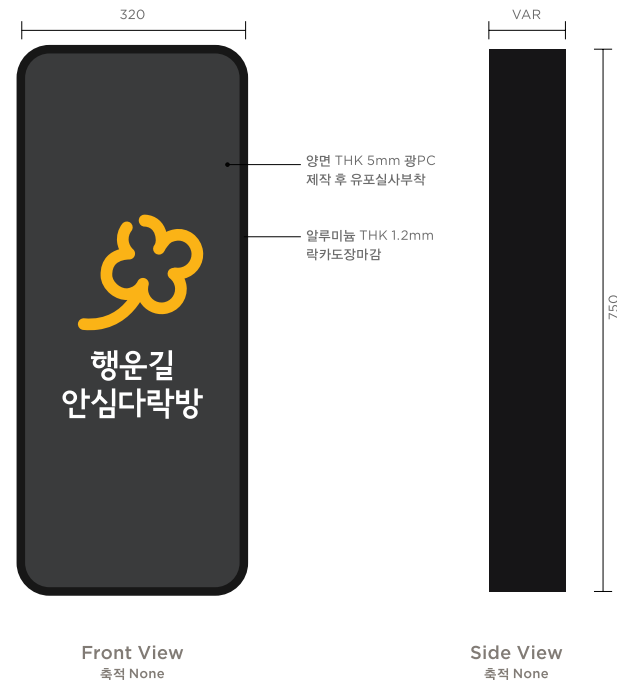 320
VAR
양면 THK 5mm 광PC
제작 후 유포실사부착
알루미늄 THK 1.2mm
락카도장마감
750
행운길
안심다락방
Front View
축적 None
Side View
축적 None